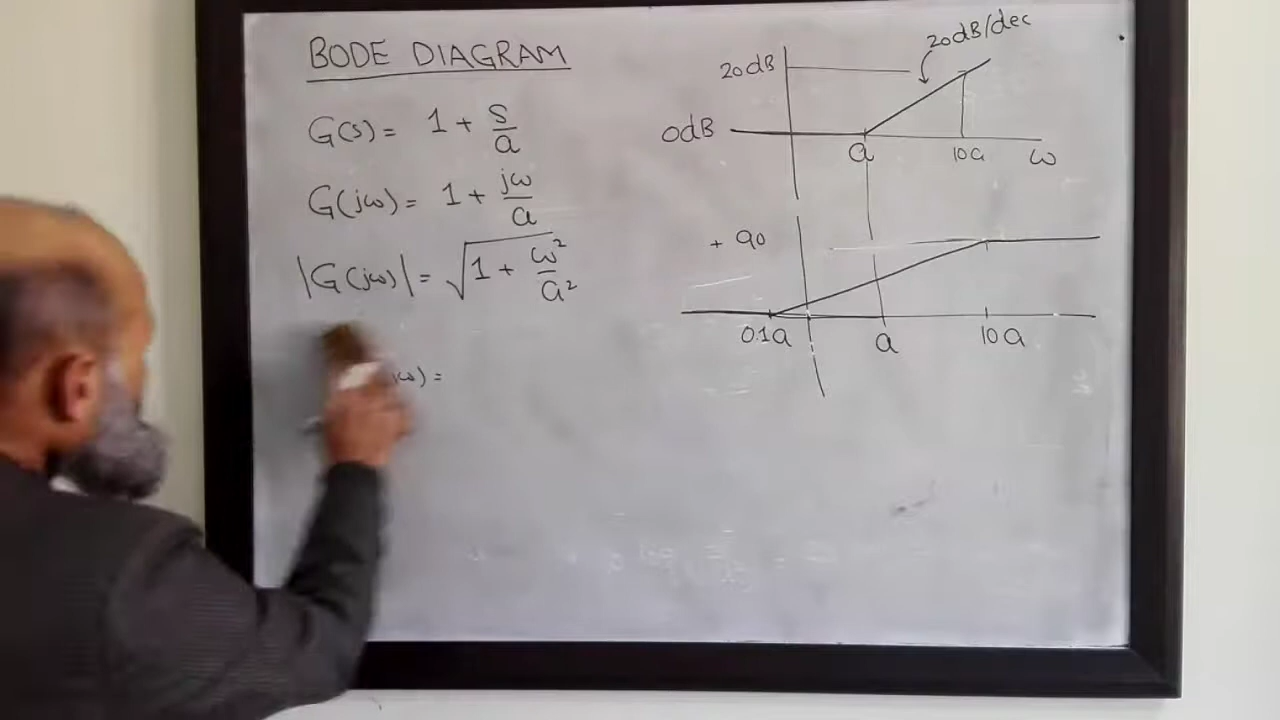 BODE DIAGRAM
G(s) = 1 + s/a
G(jω) = 1 + jω/a
|G(jω)| = √(1 + ω²/a²)
ω) =
20dB/dec
20dB
0dB
a
10a
ω
+ 90
0.1a
a
10a